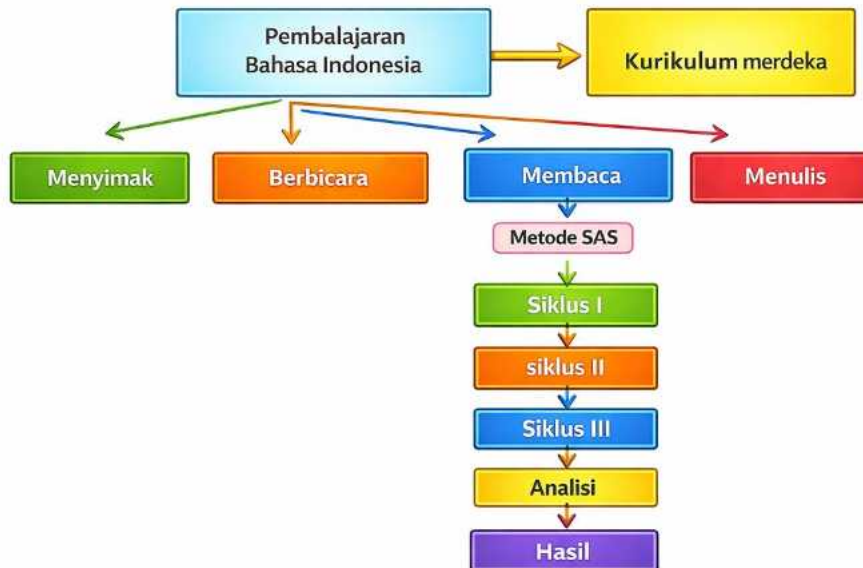 Pembalajaran
Bahasa Indonesia
Kurikulum merdeka
Menyimak
Berbicara
Membaca
Menulis
Metode SAS
Siklus I
siklus II
Siklus III
Analisi
Hasil